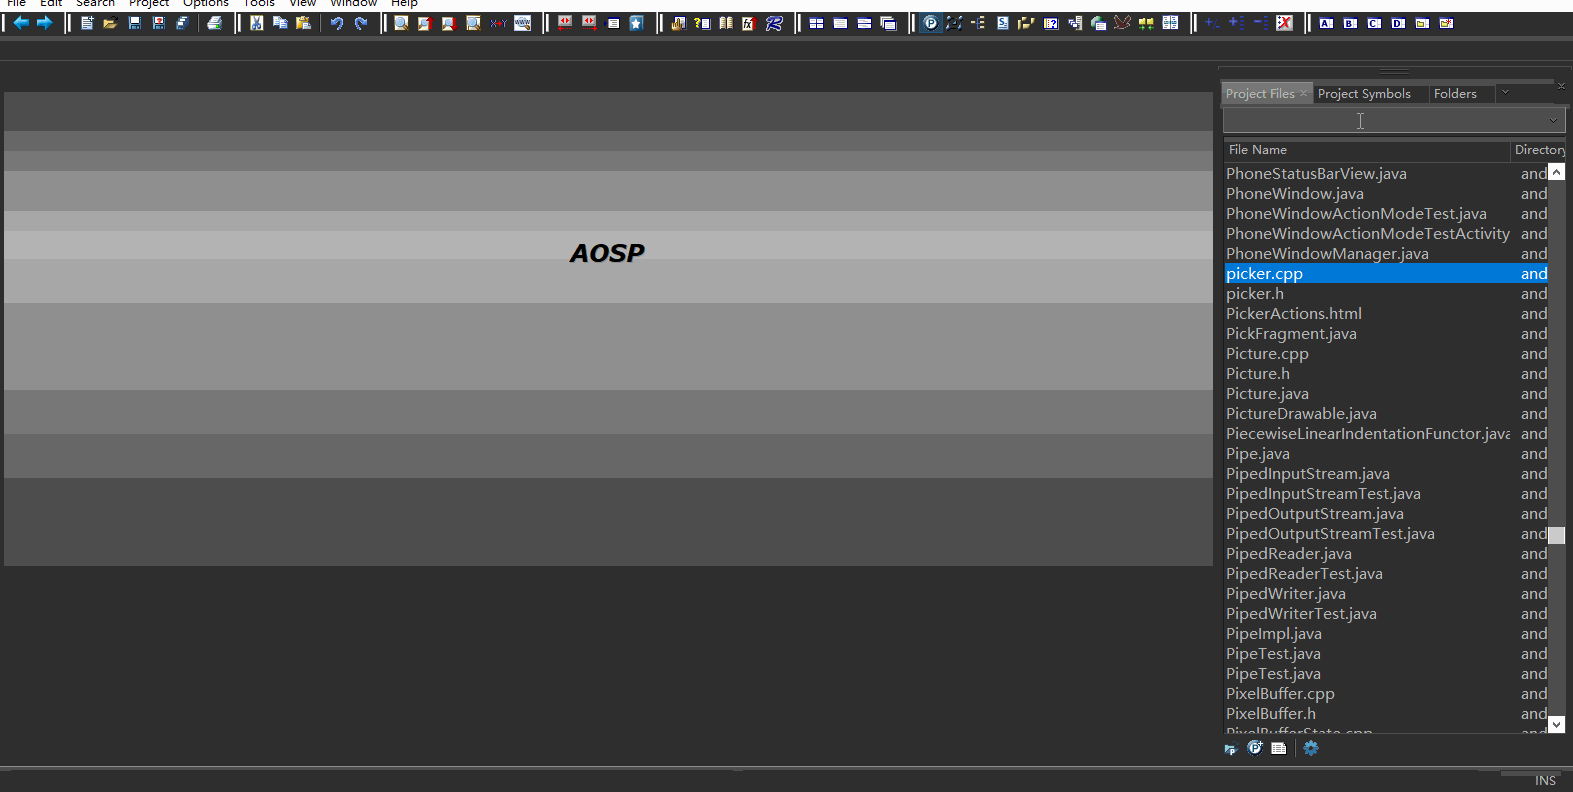 File Edit Search Project Options Tools View Window Help
Project Files Project Symbols Folders
File Name Directory
PhoneStatusBarView.java and
PhoneWindow.java and
PhoneWindowActionModeTest.java and
PhoneWindowActionModeTestActivity and
PhoneWindowManager.java and
AOSP
picker.cpp and
picker.h and
PickerActions.html and
PickFragment.java and
Picture.cpp and
Picture.h and
Picture.java and
PictureDrawable.java and
PiecewiseLinearIndentationFunctor.java and
Pipe.java and
PipedInputStream.java and
PipedInputStreamTest.java and
PipedOutputStream.java and
PipedOutputStreamTest.java and
PipedReader.java and
PipedReaderTest.java and
PipedWriter.java and
PipedWriterTest.java and
PipeImpl.java and
PipeTest.java and
PipeTest.java and
PixelBuffer.cpp and
PixelBuffer.h and
PixelBufferState.cpp and
INS